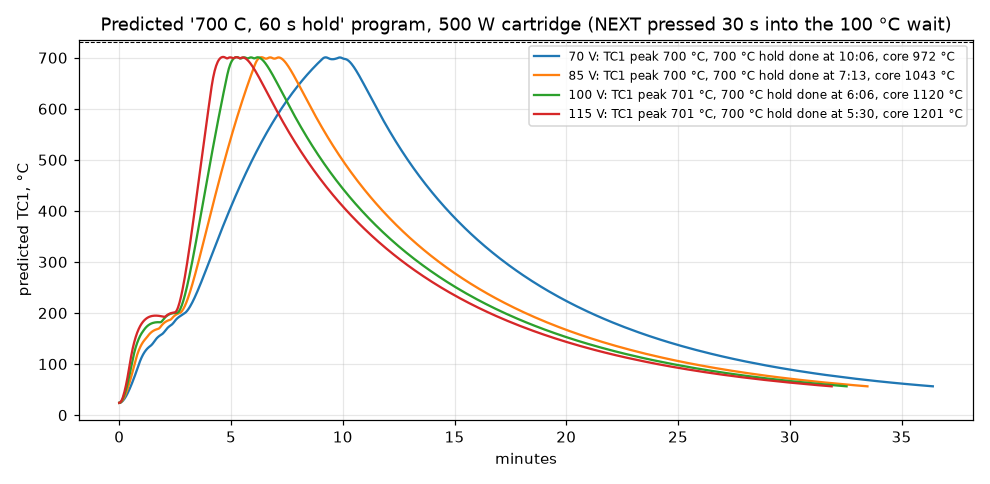 Predicted '700 C, 60 s hold' program, 500 W cartridge (NEXT pressed 30 s into the 100 °C wait)
70 V: TC1 peak 700 °C, 700 °C hold done at 10:06, core 972 °C
85 V: TC1 peak 700 °C, 700 °C hold done at 7:13, core 1043 °C
100 V: TC1 peak 701 °C, 700 °C hold done at 6:06, core 1120 °C
115 V: TC1 peak 701 °C, 700 °C hold done at 5:30, core 1201 °C
predicted TC1, °C
700
600
500
400
300
200
100
0
0 5 10 15 20 25 30 35
minutes